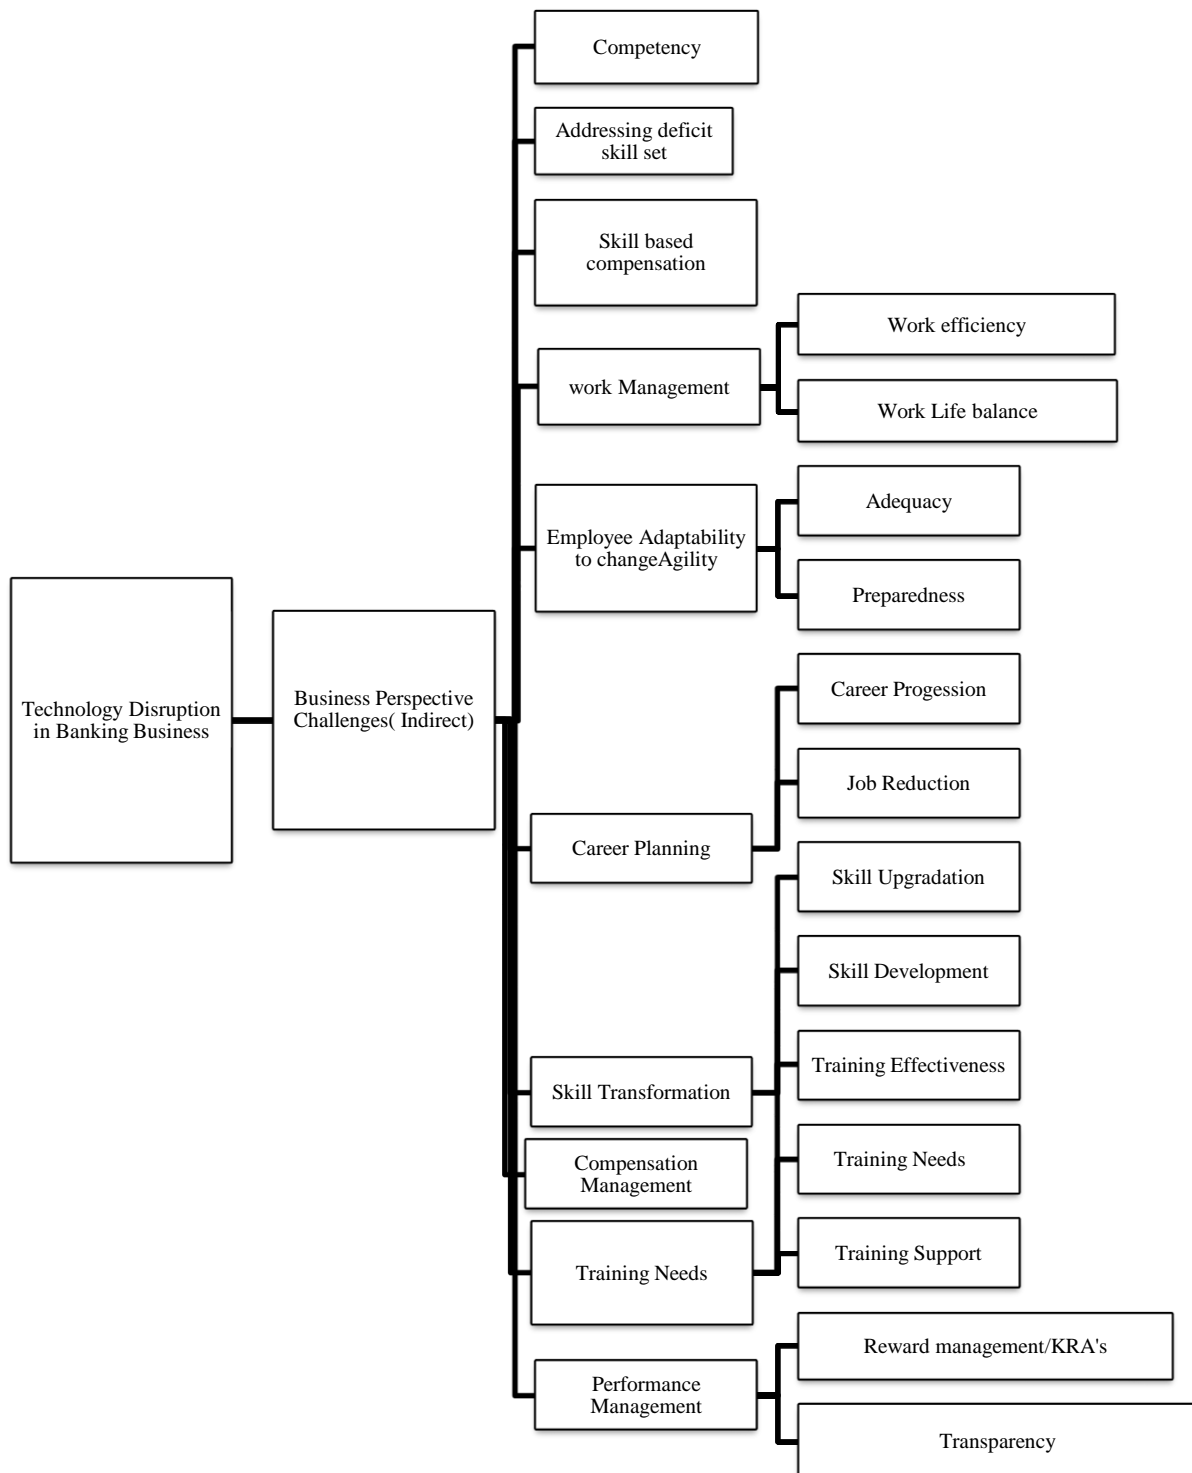 Technology Disruption
in Banking Business
Business Perspective
Challenges( Indirect)
Competency
Addressing deficit
skill set
Skill based
compensation
work Management
Work efficiency
Work Life balance
Employee Adaptability
to changeAgility
Adequacy
Preparedness
Career Planning
Career Progession
Job Reduction
Skill Transformation
Skill Upgradation
Skill Development
Training Effectiveness
Compensation
Management
Training Needs
Training Needs
Training Support
Performance
Management
Reward management/KRA's
Transparency